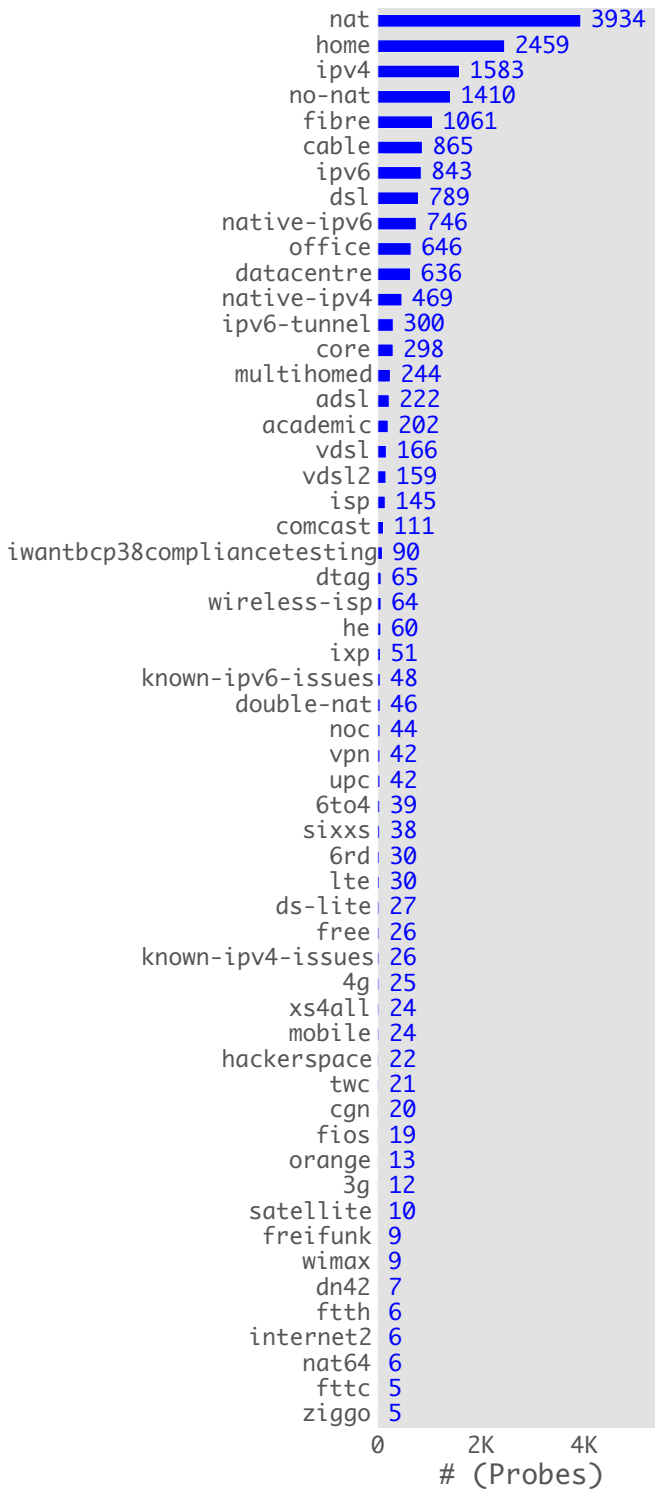 nat 3934
home 2459
ipv4 1583
no-nat 1410
fibre 1061
cable 865
ipv6 843
dsl 789
native-ipv6 746
office 646
datacentre 636
native-ipv4 469
ipv6-tunnel 300
core 298
multihomed 244
adsl 222
academic 202
vdsl 166
vdsl2 159
isp 145
comcast 111
iwantbcp38compliancetesting 90
dtag 65
wireless-isp 64
he 60
ixp 51
known-ipv6-issues 48
double-nat 46
noc 44
vpn 42
upc 42
6to4 39
sixxs 38
6rd 30
lte 30
ds-lite 27
free 26
known-ipv4-issues 26
4g 25
xs4all 24
mobile 24
hackerspace 22
twc 21
cgn 20
fios 19
orange 13
3g 12
satellite 10
freifunk 9
wimax 9
dn42 7
ftth 6
internet2 6
nat64 6
fttc 5
ziggo 5
0 2K 4K
# (Probes)